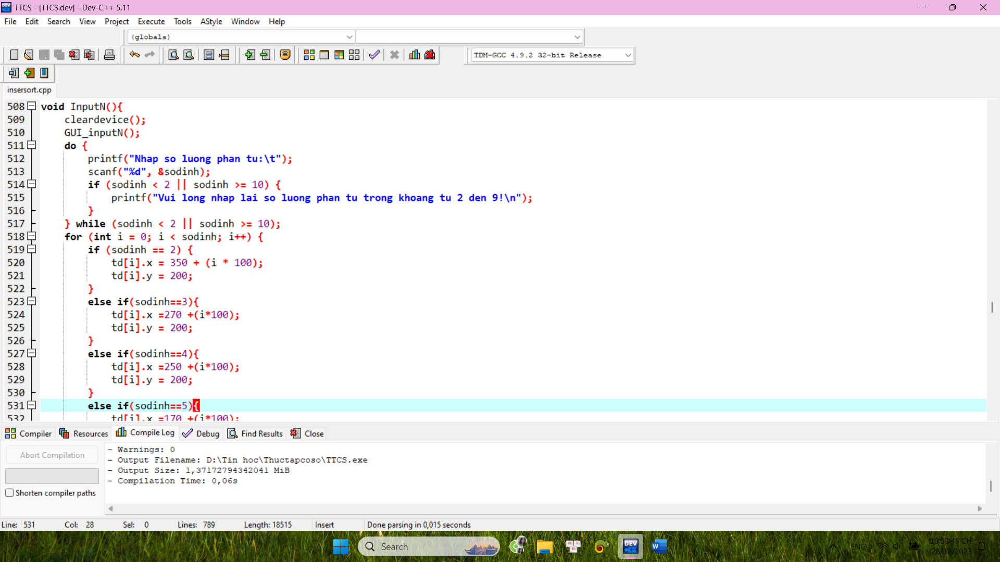 TTCS - [TTCS.dev] - Dev-C++ 5.11
File Edit Search View Project Execute Tools AStyle Window Help
(globals)
TDM-GCC 4.9.2 32-bit Release
insersort.cpp
508 void InputN(){
509 cleardevice();
510 GUI_inputN();
511 do {
512 printf("Nhap so luong phan tu:\t");
513 scanf("%d", &sodinh);
514 if (sodinh < 2 || sodinh >= 10) {
515 printf("Vui long nhap lai so luong phan tu trong khoang tu 2 den 9!\n");
516 }
517 } while (sodinh < 2 || sodinh >= 10);
518 for (int i = 0; i < sodinh; i++) {
519 if (sodinh == 2) {
520 td[i].x = 350 + (i * 100);
521 td[i].y = 200;
522 }
523 else if(sodinh==3){
524 td[i].x =270 +(i*100);
525 td[i].y = 200;
526 }
527 else if(sodinh==4){
528 td[i].x =250 +(i*100);
529 td[i].y = 200;
530 }
531 else if(sodinh==5){
532 td[i].x =170 +(i*100);
Compiler Resources Compile Log Debug Find Results Close
Abort Compilation
Shorten compiler paths
- Warnings: 0
- Output Filename: D:\Tin hoc\Thuctapcoso\TTCS.exe
- Output Size: 1,37172794342041 MiB
- Compilation Time: 0,06s
Line: 531 Col: 28 Sel: 0 Lines: 789 Length: 18515 Insert Done parsing in 0,015 seconds
Search
ENG
10:33:48 CH
26/12/2023